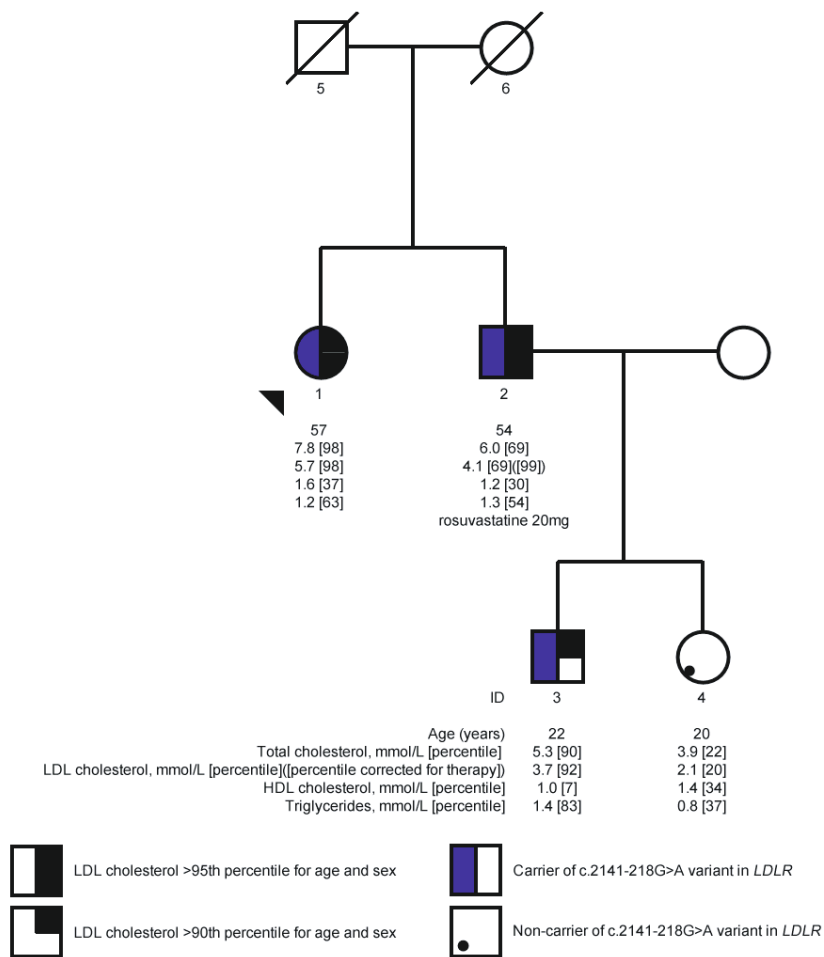 5
6
1
2
57
54
7.8 [98]
6.0 [69]
5.7 [98]
4.1 [69]([99])
1.6 [37]
1.2 [30]
1.2 [63]
1.3 [54]
rosuvastatine 20mg
ID 3 4
Age (years) 22 20
Total cholesterol, mmol/L [percentile] 5.3 [90] 3.9 [22]
LDL cholesterol, mmol/L [percentile]([percentile corrected for therapy]) 3.7 [92] 2.1 [20]
HDL cholesterol, mmol/L [percentile] 1.0 [7] 1.4 [34]
Triglycerides, mmol/L [percentile] 1.4 [83] 0.8 [37]
LDL cholesterol >95th percentile for age and sex
Carrier of c.2141-218G>A variant in LDLR
LDL cholesterol >90th percentile for age and sex
Non-carrier of c.2141-218G>A variant in LDLR